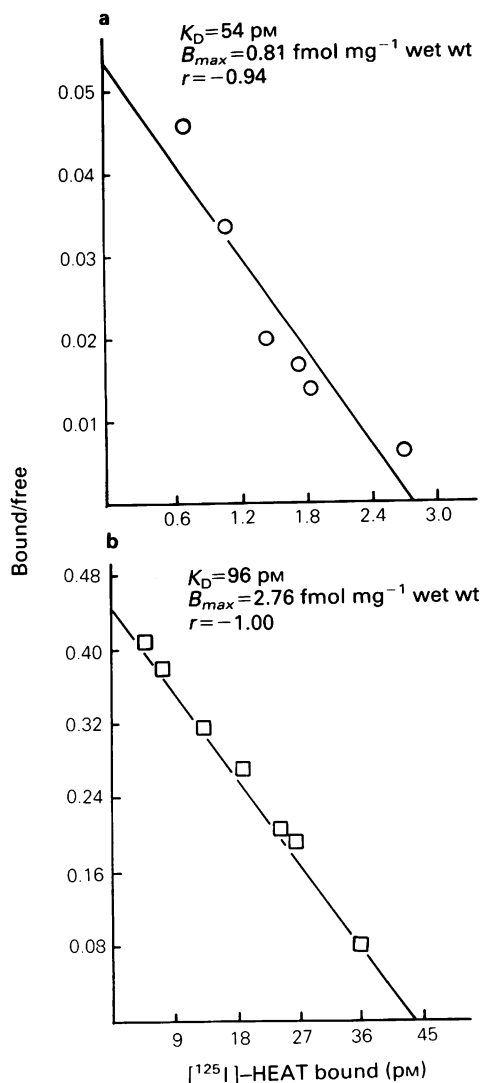 a
K_D=54 pM
B_max=0.81 fmol mg⁻¹ wet wt
r=−0.94
0.05
0.04
0.03
0.02
0.01
0.6 1.2 1.8 2.4 3.0
Bound/free
b
K_D=96 pM
B_max=2.76 fmol mg⁻¹ wet wt
r=−1.00
0.48
0.40
0.32
0.24
0.16
0.08
9 18 27 36 45
[¹²⁵I]–HEAT bound (pM)